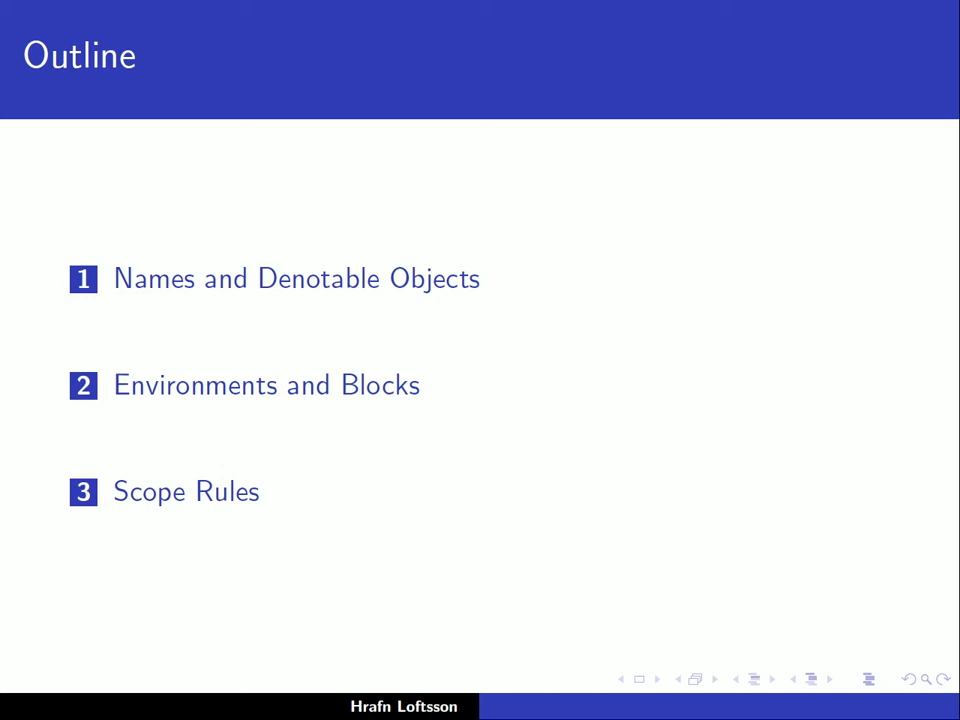 Outline
1 Names and Denotable Objects
2 Environments and Blocks
3 Scope Rules
Hrafn Loftsson